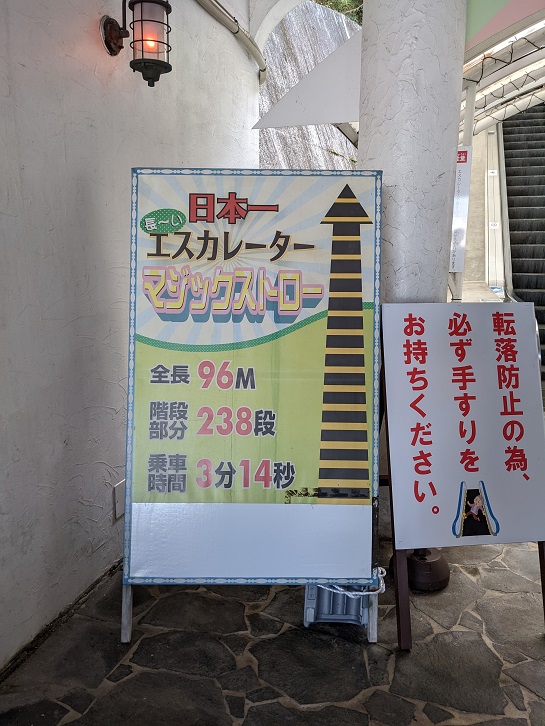 日本一
長〜い
エスカレーター
マジックストロー
全長 96M
階段部分 238段
乗車時間 3分14秒
転落防止の為、
必ず手すりを
お持ちください。